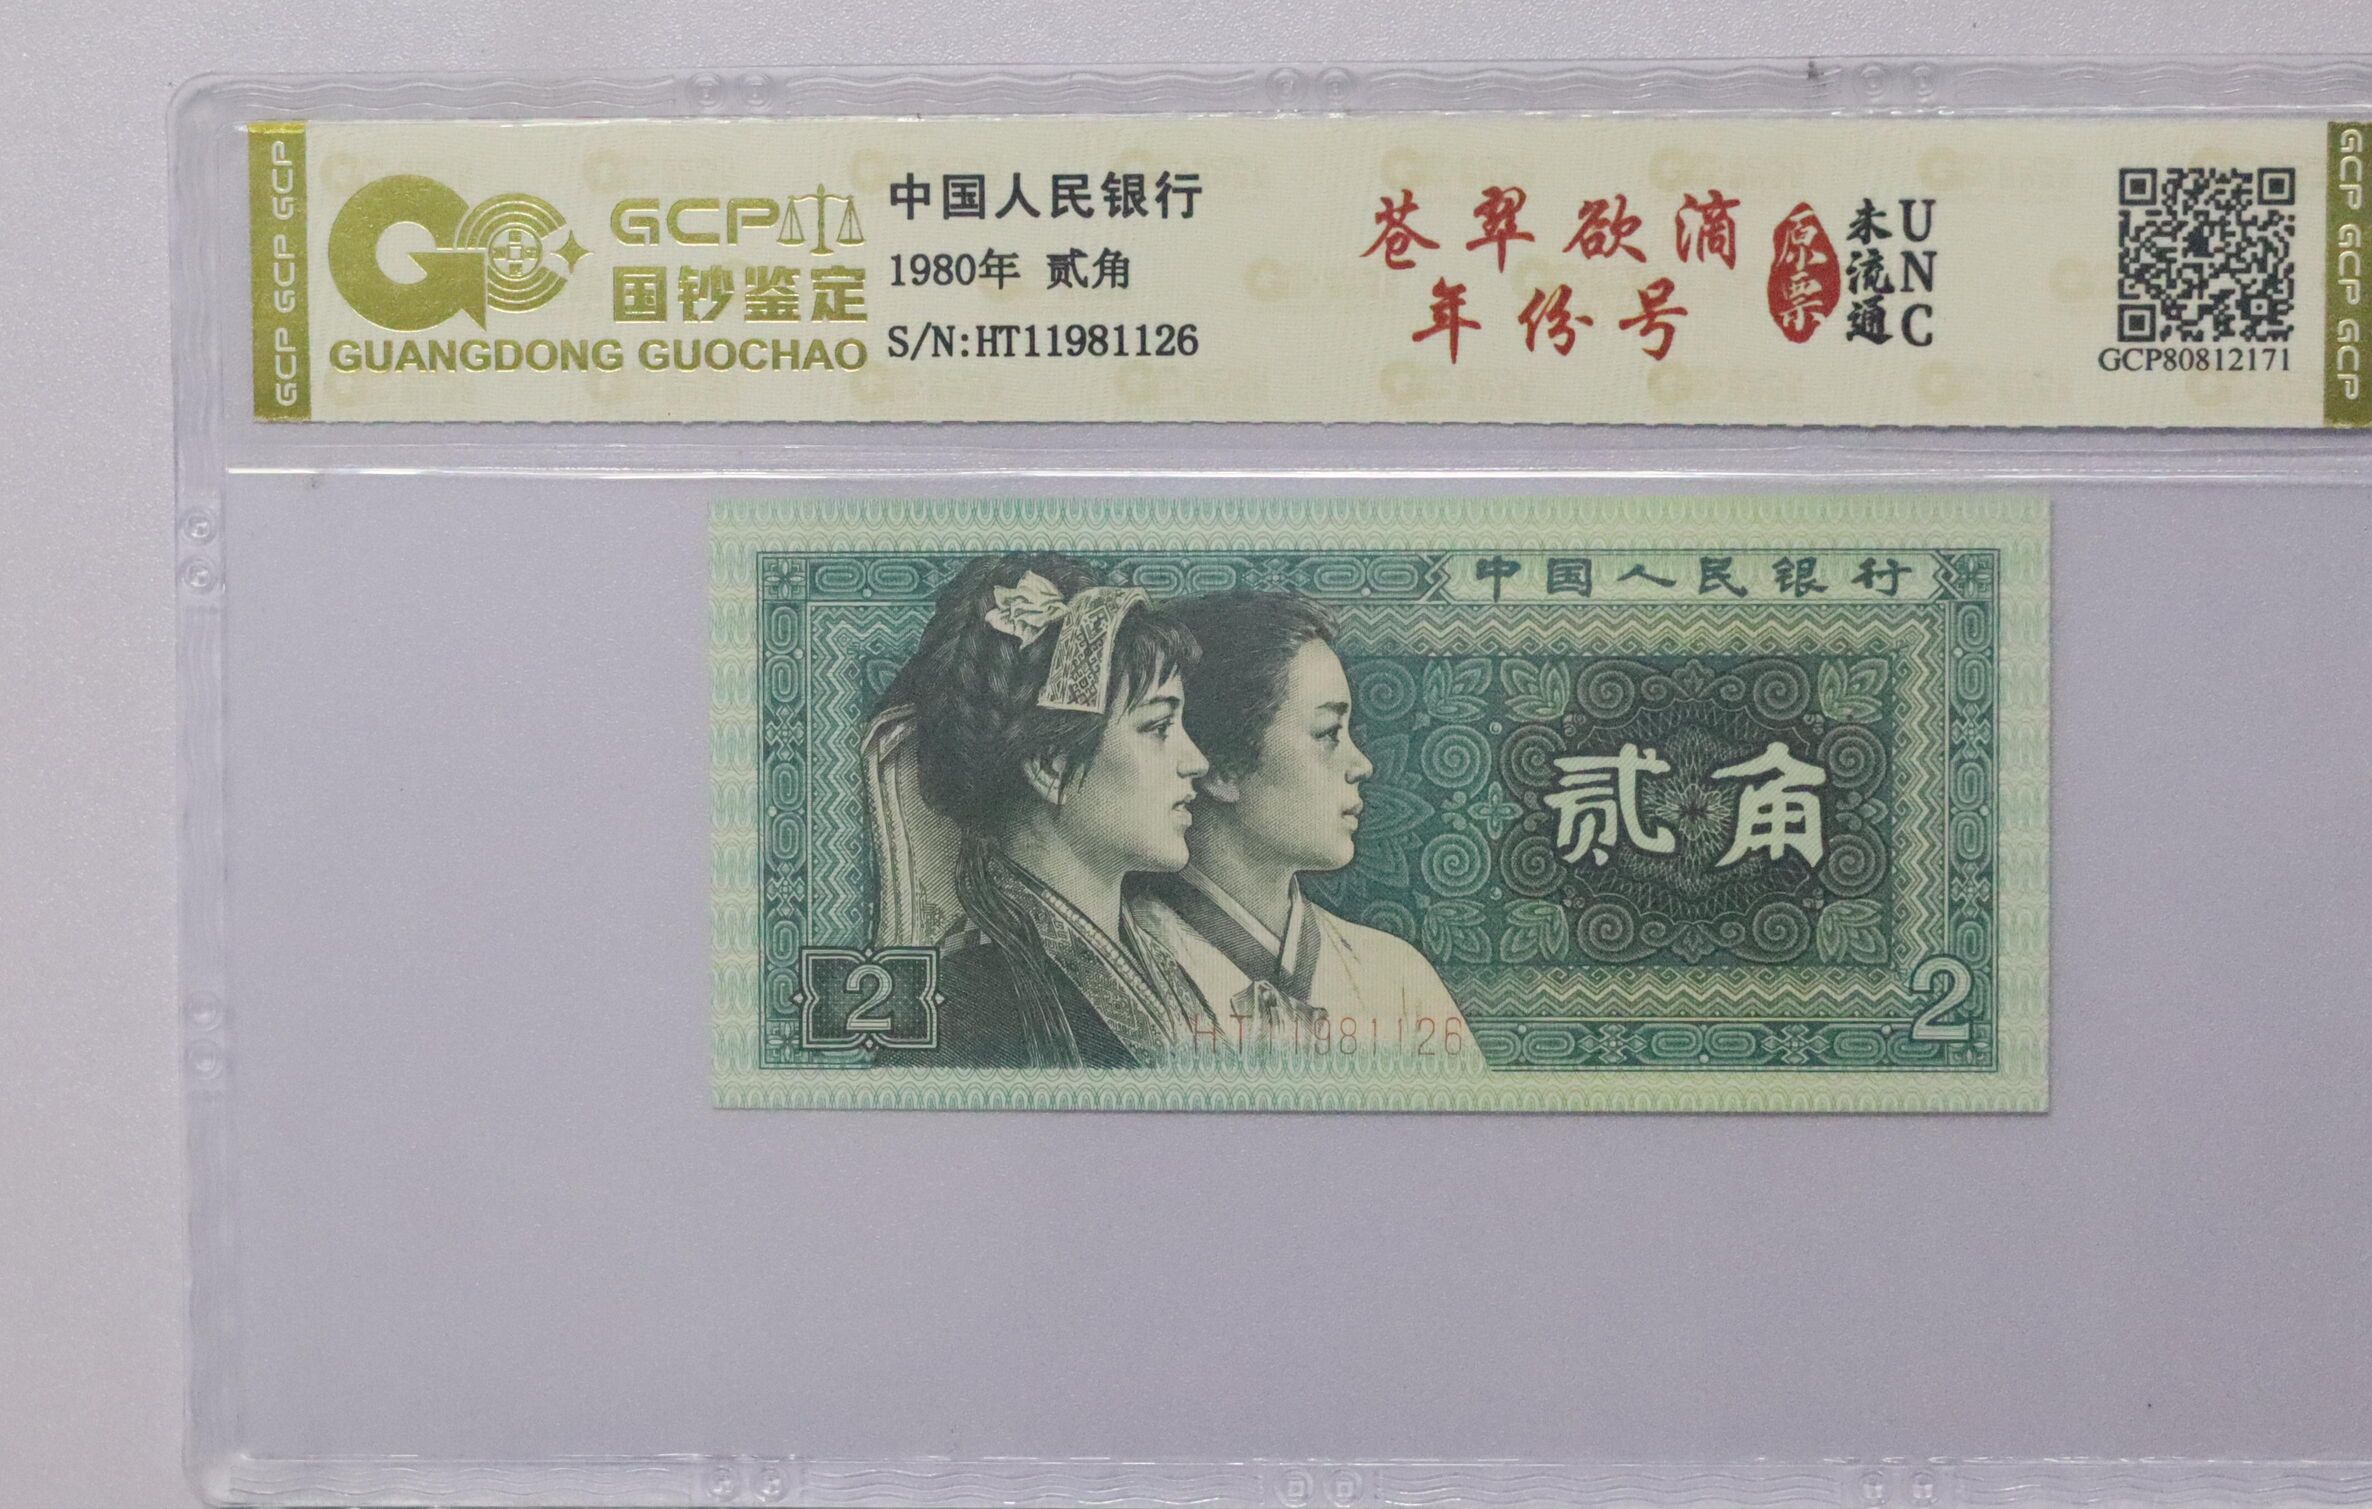 GCP GCP GCP
GCP
国钞鉴定
GUANGDONG GUOCHAO
中国人民银行
1980年 贰角
S/N:HT11981126
苍翠欲滴
年份号
原票
未流通
UNC
GCP80812171
GCP GCP GCP
中国人民银行
贰角
2
HT11981126
2